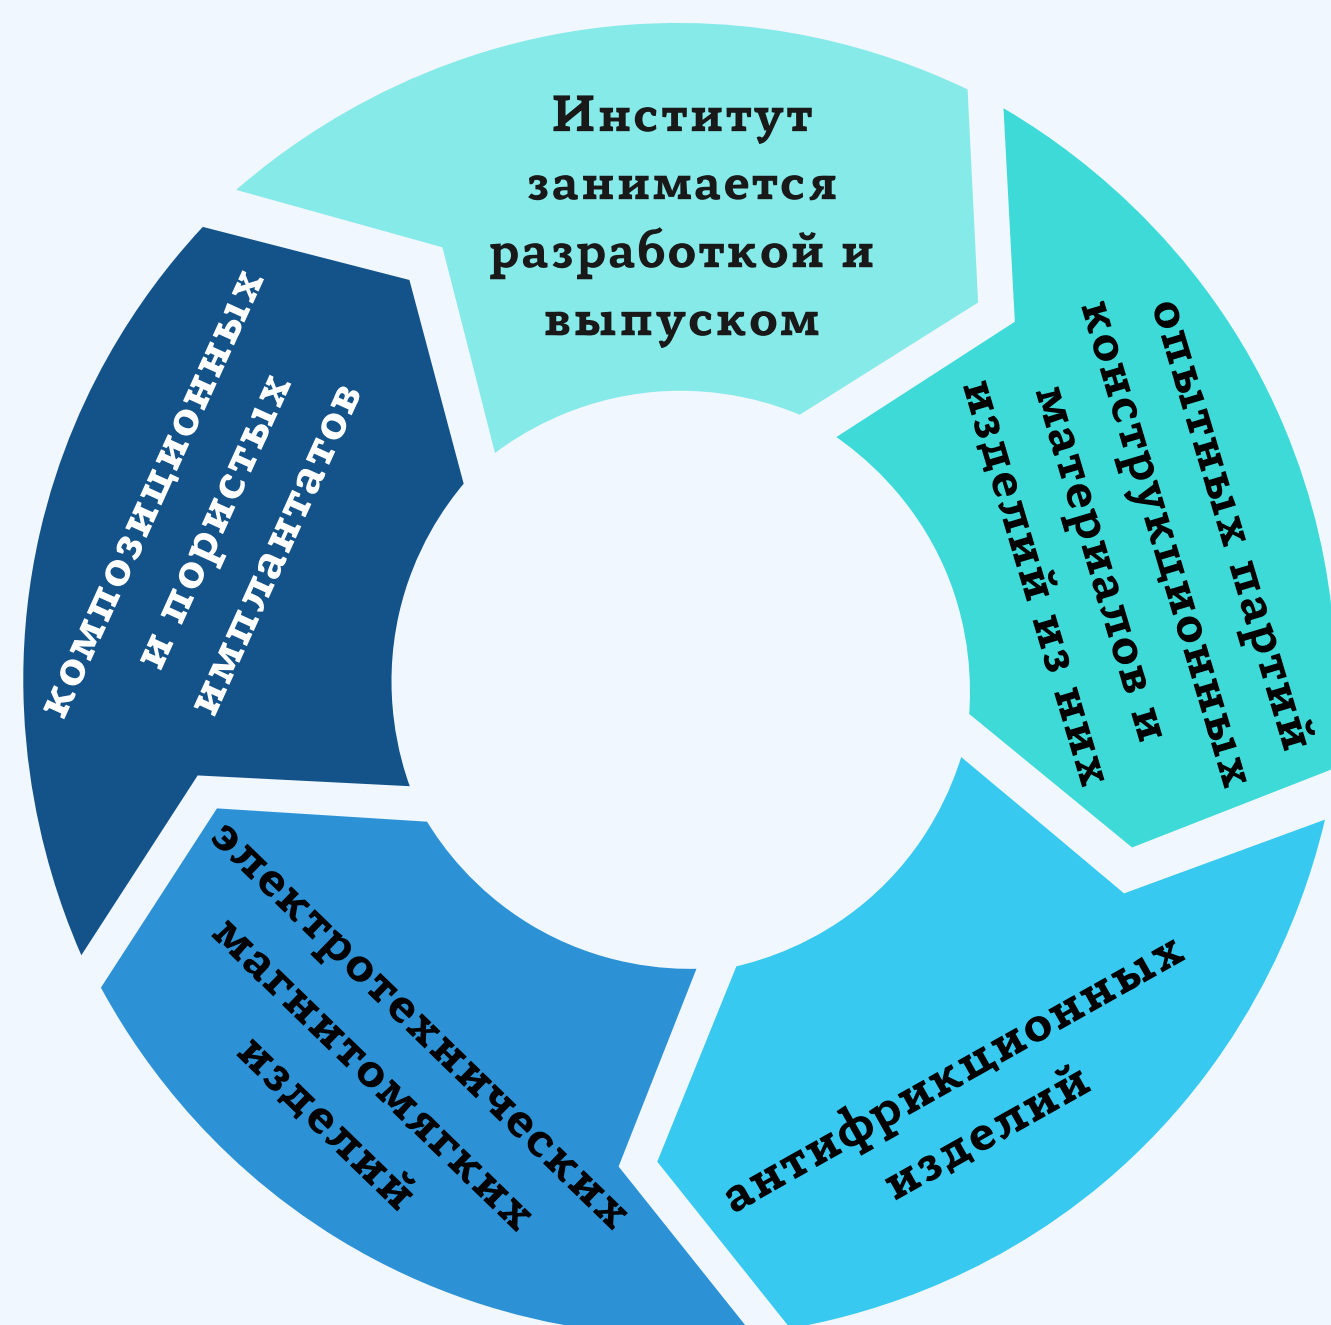 Институт
занимается
разработкой и
выпуском
опытных партий
конструкционных
материалов и
изделий из них
антифрикционных
изделий
электротехнических
магнитомягких
изделий
композиционных
и пористых
имплантатов